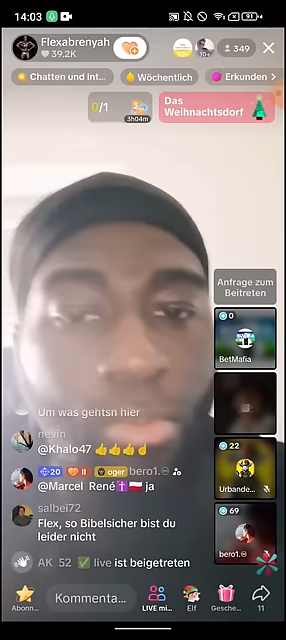 14:03
91
Flexabrenyah
39.2K
10+
349
Chatten und Int...
Wöchentlich
Erkunden
0/1
3h04m
Das
Weihnachtsdorf
Anfrage zum
Beitreten
0
BetMafia
22
Urbande...
69
bero1.
Um was gehtsn hier
nevin
@Khalo47 👍👍👍☝
20 II oger bero1.
@Marcel René✝️🇵🇱 ja
salbei72
Flex, so Bibelsicher bist du
leider nicht
AK 52 ✅ live ist beigetreten
Abonn...
Kommenta...
LIVE mi...
Elf
Gesche...
11